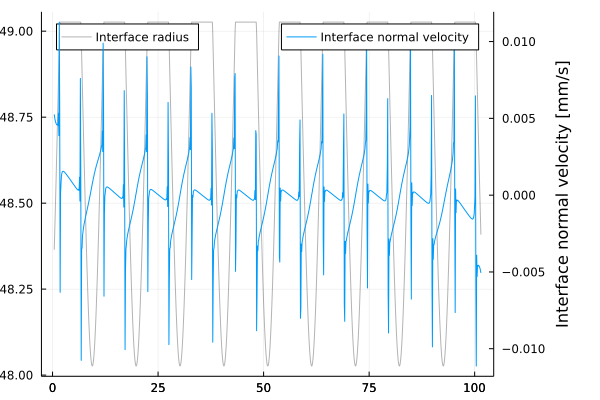 Interface radius
Interface normal velocity
49.00
48.75
48.50
48.25
48.00
0.010
0.005
0.000
−0.005
−0.010
Interface normal velocity [mm/s]
0 25 50 75 100